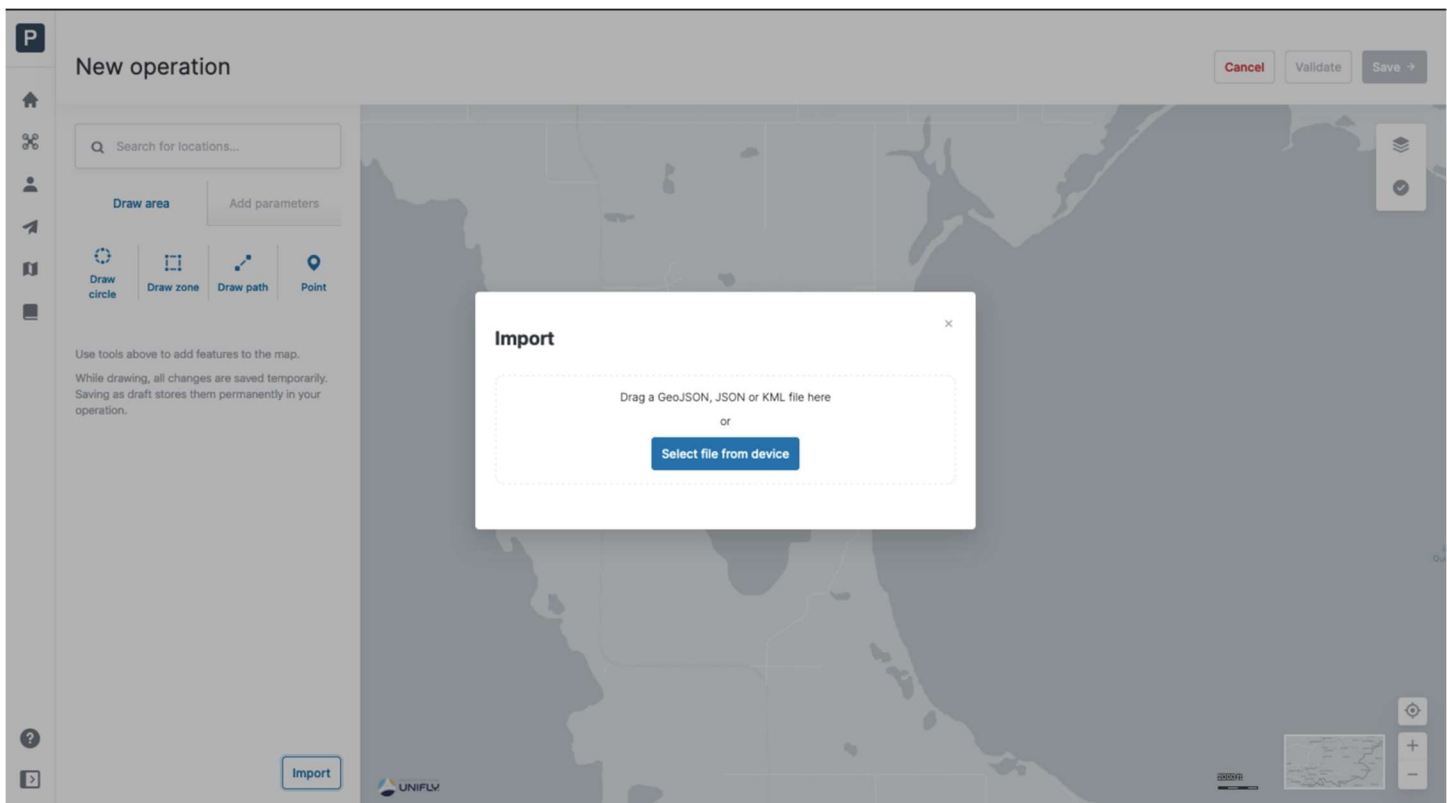 P
New operation
Cancel
Validate
Save →
Search for locations...
Draw area
Add parameters
Draw
circle
Draw zone
Draw path
Point
Use tools above to add features to the map.
While drawing, all changes are saved temporarily.
Saving as draft stores them permanently in your
operation.
Import
×
Drag a GeoJSON, JSON or KML file here
or
Select file from device
?
Import
UNIFLY
+
−